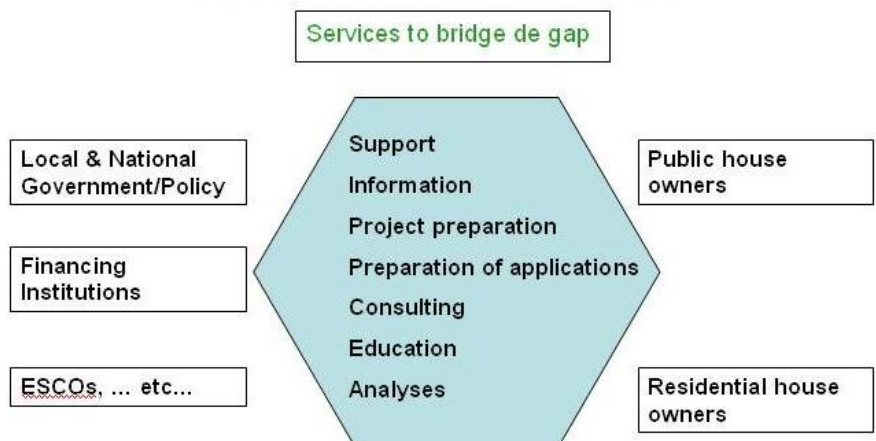 Services to bridge de gap
Local & National
Government/Policy
Financing
Institutions
ESCOs, ... etc...
Support
Information
Project preparation
Preparation of applications
Consulting
Education
Analyses
Public house
owners
Residential house
owners